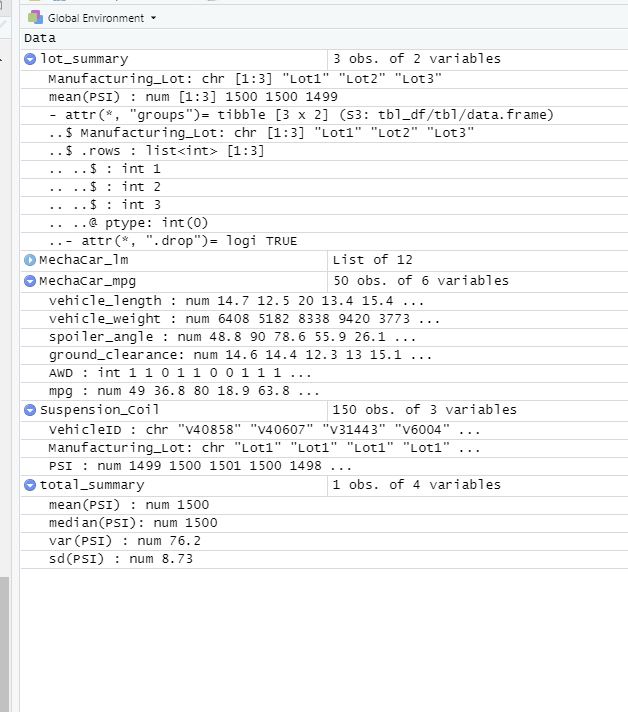 Global Environment
Data
lot_summary 3 obs. of 2 variables
Manufacturing_Lot: chr [1:3] "Lot1" "Lot2" "Lot3"
mean(PSI) : num [1:3] 1500 1500 1499
- attr(*, "groups")= tibble [3 x 2] (S3: tbl_df/tbl/data.frame)
..$ Manufacturing_Lot: chr [1:3] "Lot1" "Lot2" "Lot3"
..$ .rows : list<int> [1:3]
.. ..$ : int 1
.. ..$ : int 2
.. ..$ : int 3
.. ..@ ptype: int(0)
..- attr(*, ".drop")= logi TRUE
MechaCar_lm List of 12
MechaCar_mpg 50 obs. of 6 variables
vehicle_length : num 14.7 12.5 20 13.4 15.4 ...
vehicle_weight : num 6408 5182 8338 9420 3773 ...
spoiler_angle : num 48.8 90 78.6 55.9 26.1 ...
ground_clearance: num 14.6 14.4 12.3 13 15.1 ...
AWD : int 1 1 0 1 1 0 0 1 1 1 ...
mpg : num 49 36.8 80 18.9 63.8 ...
Suspension_Coil 150 obs. of 3 variables
VehicleID : chr "V40858" "V40607" "V31443" "V6004" ...
Manufacturing_Lot: chr "Lot1" "Lot1" "Lot1" "Lot1" ...
PSI : num 1499 1500 1501 1500 1498 ...
total_summary 1 obs. of 4 variables
mean(PSI) : num 1500
median(PSI): num 1500
var(PSI) : num 76.2
sd(PSI) : num 8.73